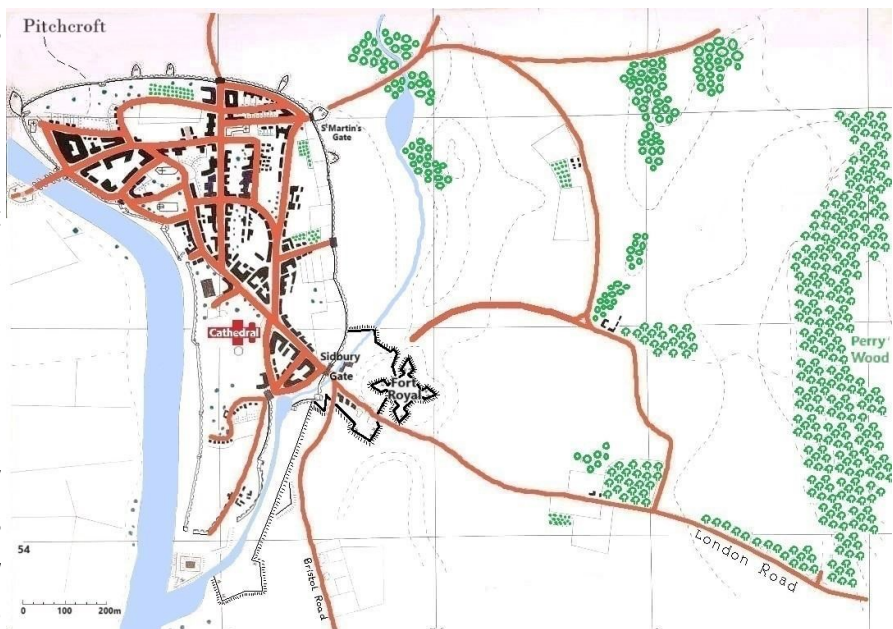 Pitchcroft
St Martin's
Gate
Cathedral
Sidbury
Gate
Fort
Royal
Perry
Wood
54
London Road
Bristol Road
0 100 200m